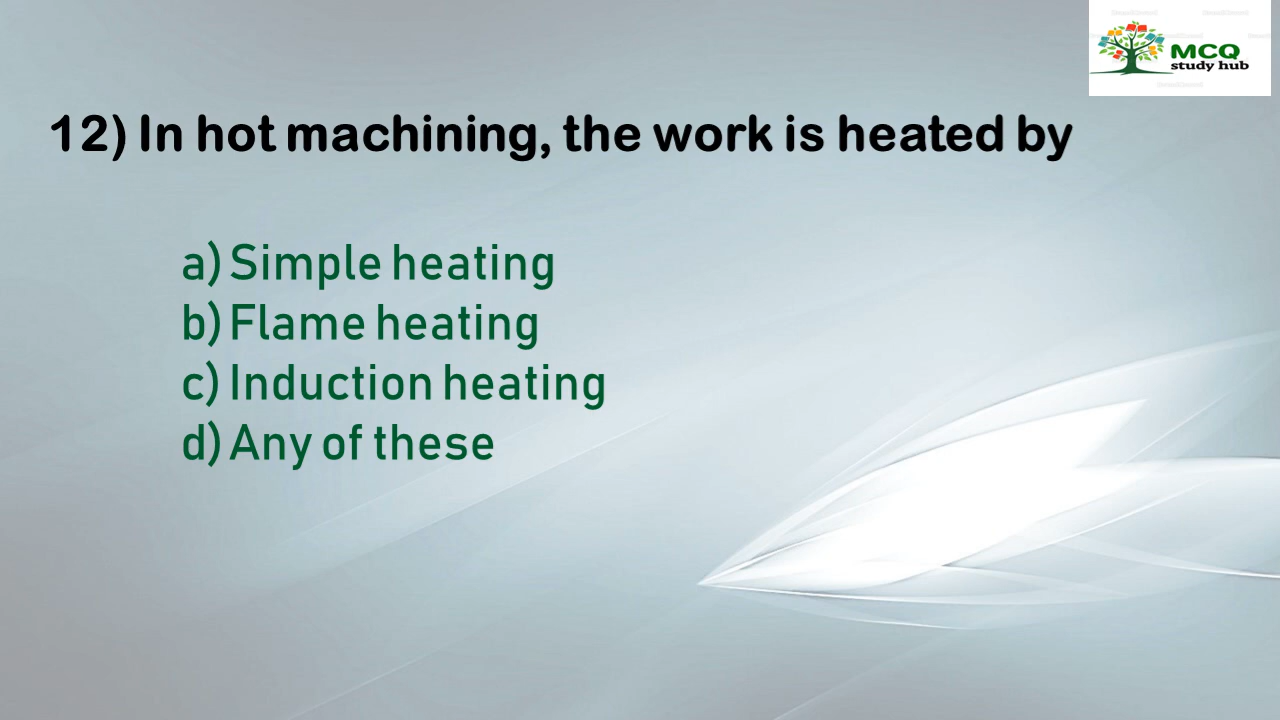 MCQ
study hub
12) In hot machining, the work is heated by
a) Simple heating
b) Flame heating
c) Induction heating
d) Any of these